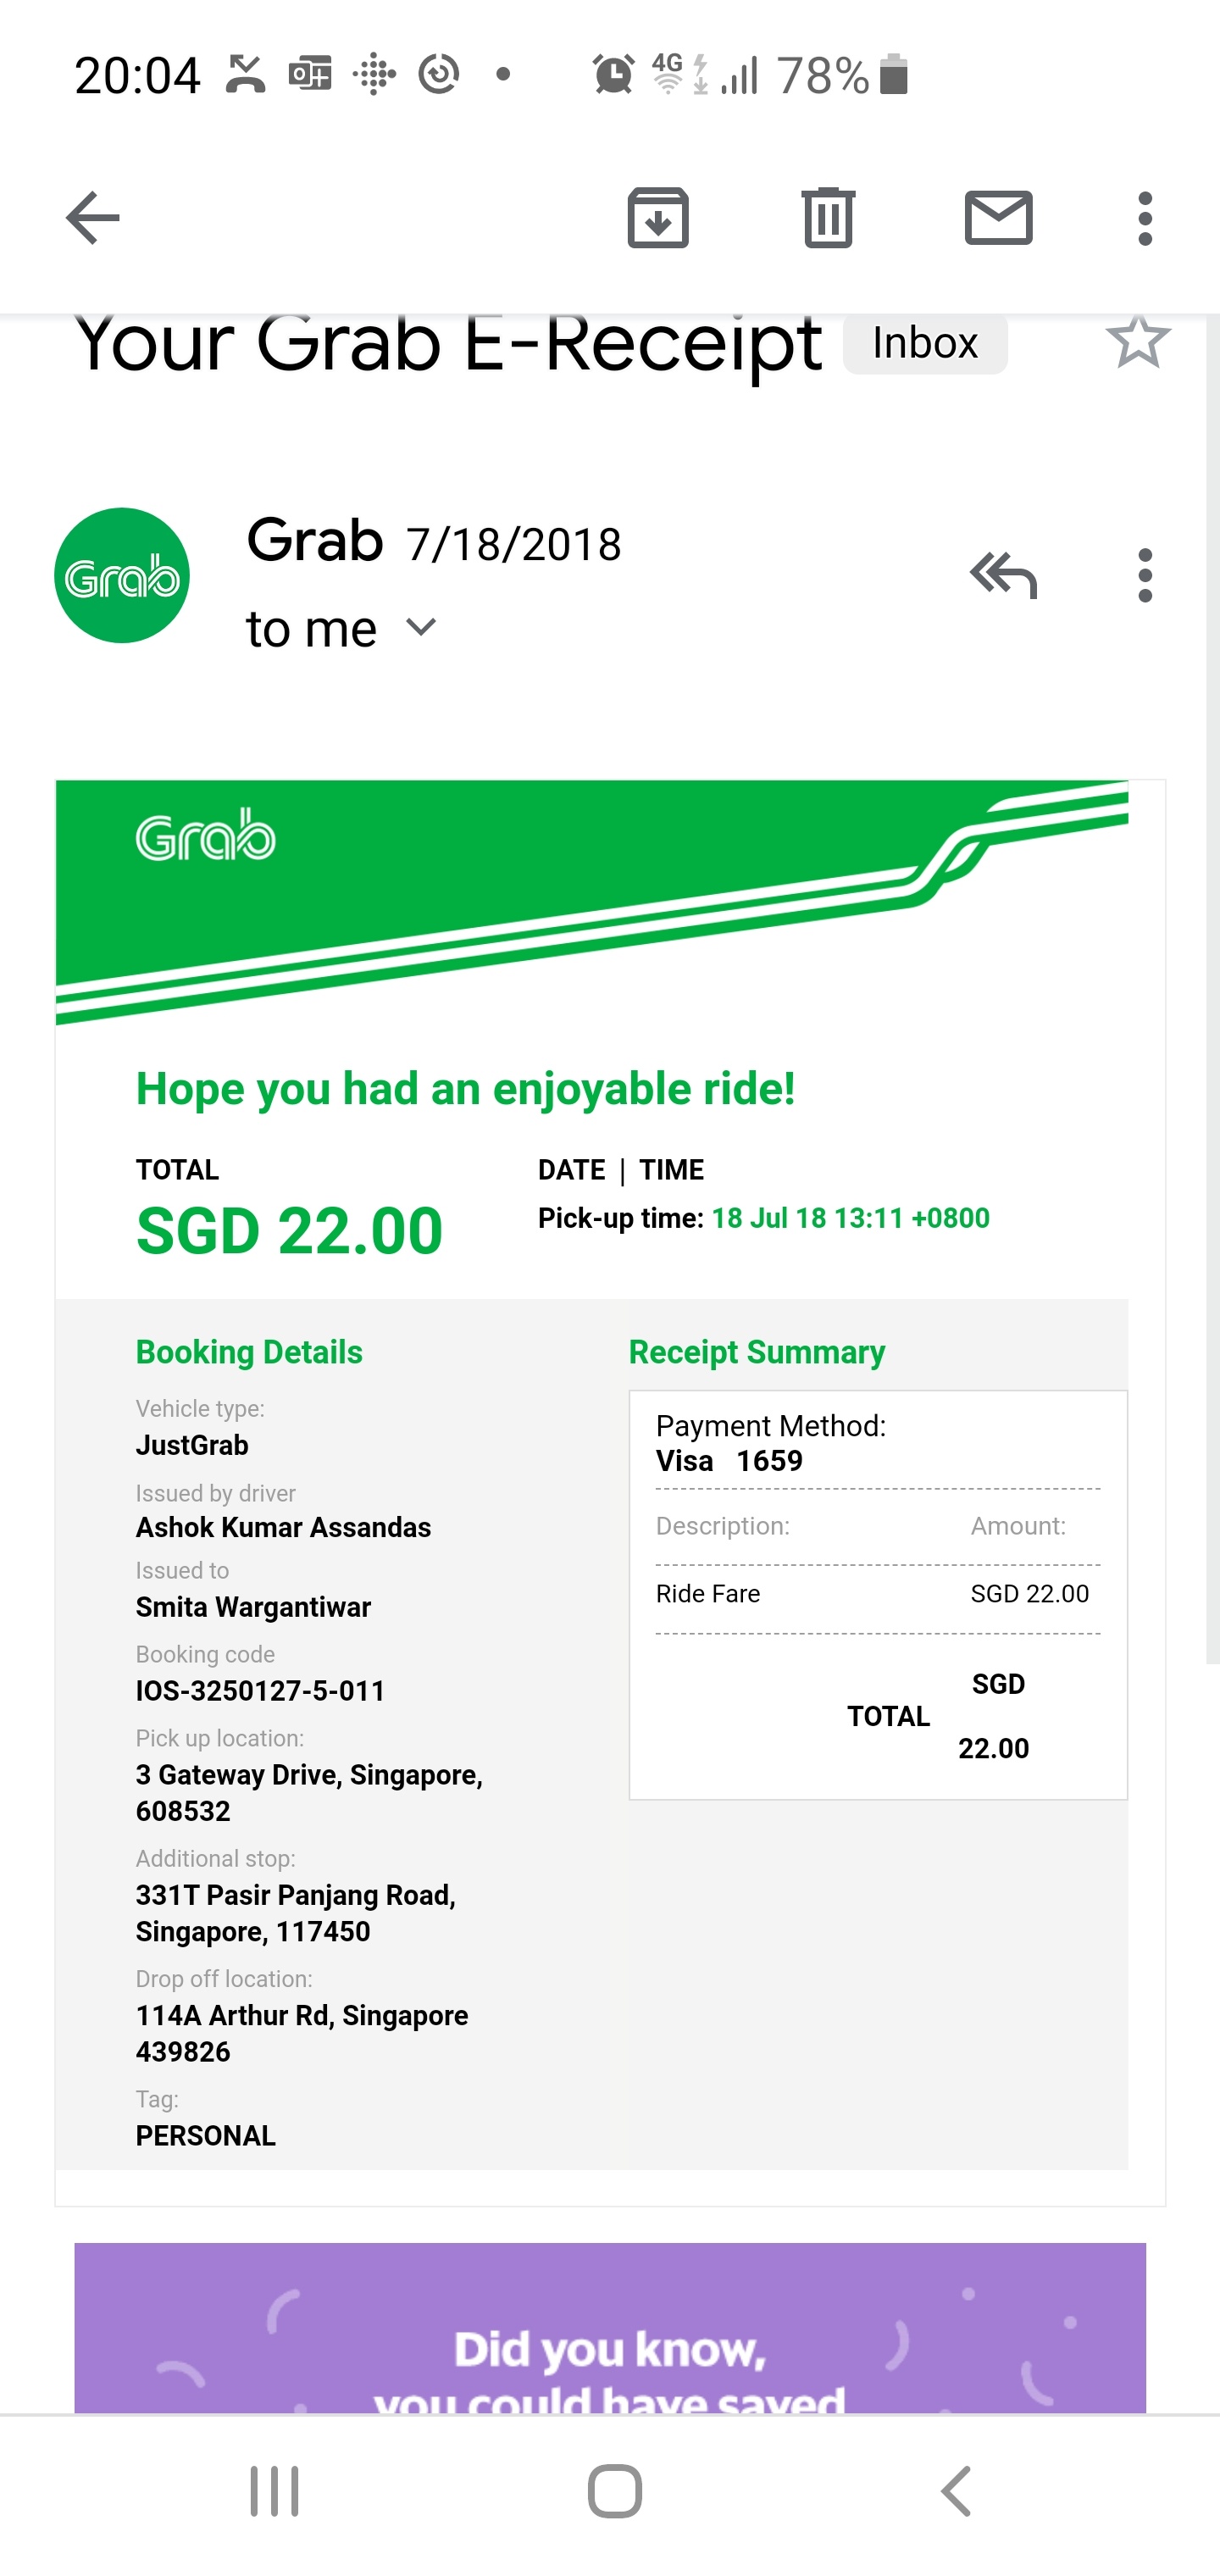 20:04
4G
78%
Your Grab E-Receipt Inbox
Grab
Grab 7/18/2018
to me
Grab
Hope you had an enjoyable ride!
TOTAL
SGD 22.00
DATE | TIME
Pick-up time: 18 Jul 18 13:11 +0800
Booking Details
Vehicle type:
JustGrab
Issued by driver
Ashok Kumar Assandas
Issued to
Smita Wargantiwar
Booking code
IOS-3250127-5-011
Pick up location:
3 Gateway Drive, Singapore,
608532
Additional stop:
331T Pasir Panjang Road,
Singapore, 117450
Drop off location:
114A Arthur Rd, Singapore
439826
Tag:
PERSONAL
Receipt Summary
Payment Method:
Visa 1659
Description: Amount:
Ride Fare SGD 22.00
TOTAL SGD
22.00
Did you know,
you could have saved